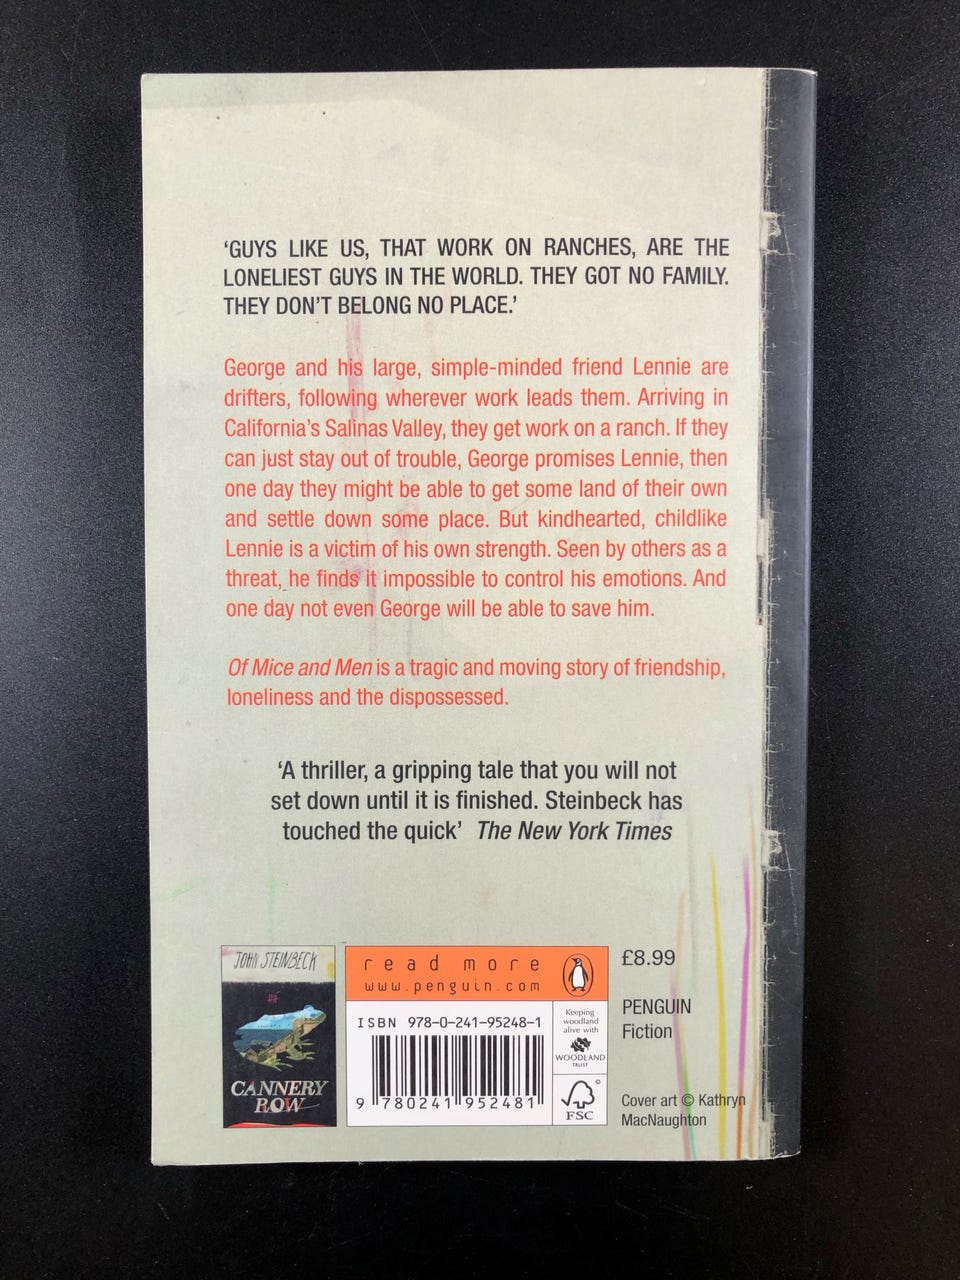 ‘GUYS LIKE US, THAT WORK ON RANCHES, ARE THE
LONELIEST GUYS IN THE WORLD. THEY GOT NO FAMILY.
THEY DON’T BELONG NO PLACE.’
George and his large, simple-minded friend Lennie are
drifters, following wherever work leads them. Arriving in
California’s Salinas Valley, they get work on a ranch. If they
can just stay out of trouble, George promises Lennie, then
one day they might be able to get some land of their own
and settle down some place. But kindhearted, childlike
Lennie is a victim of his own strength. Seen by others as a
threat, he finds it impossible to control his emotions. And
one day not even George will be able to save him.
Of Mice and Men is a tragic and moving story of friendship,
loneliness and the dispossessed.
‘A thriller, a gripping tale that you will not
set down until it is finished. Steinbeck has
touched the quick’ The New York Times
JOHN STEINBECK
CANNERY
ROW
read more
www.penguin.com
ISBN 978-0-241-95248-1
9 780241 952481
Keeping
woodland
alive with
WOODLAND
TRUST
©
FSC
£8.99
PENGUIN
Fiction
Cover art © Kathryn
MacNaughton